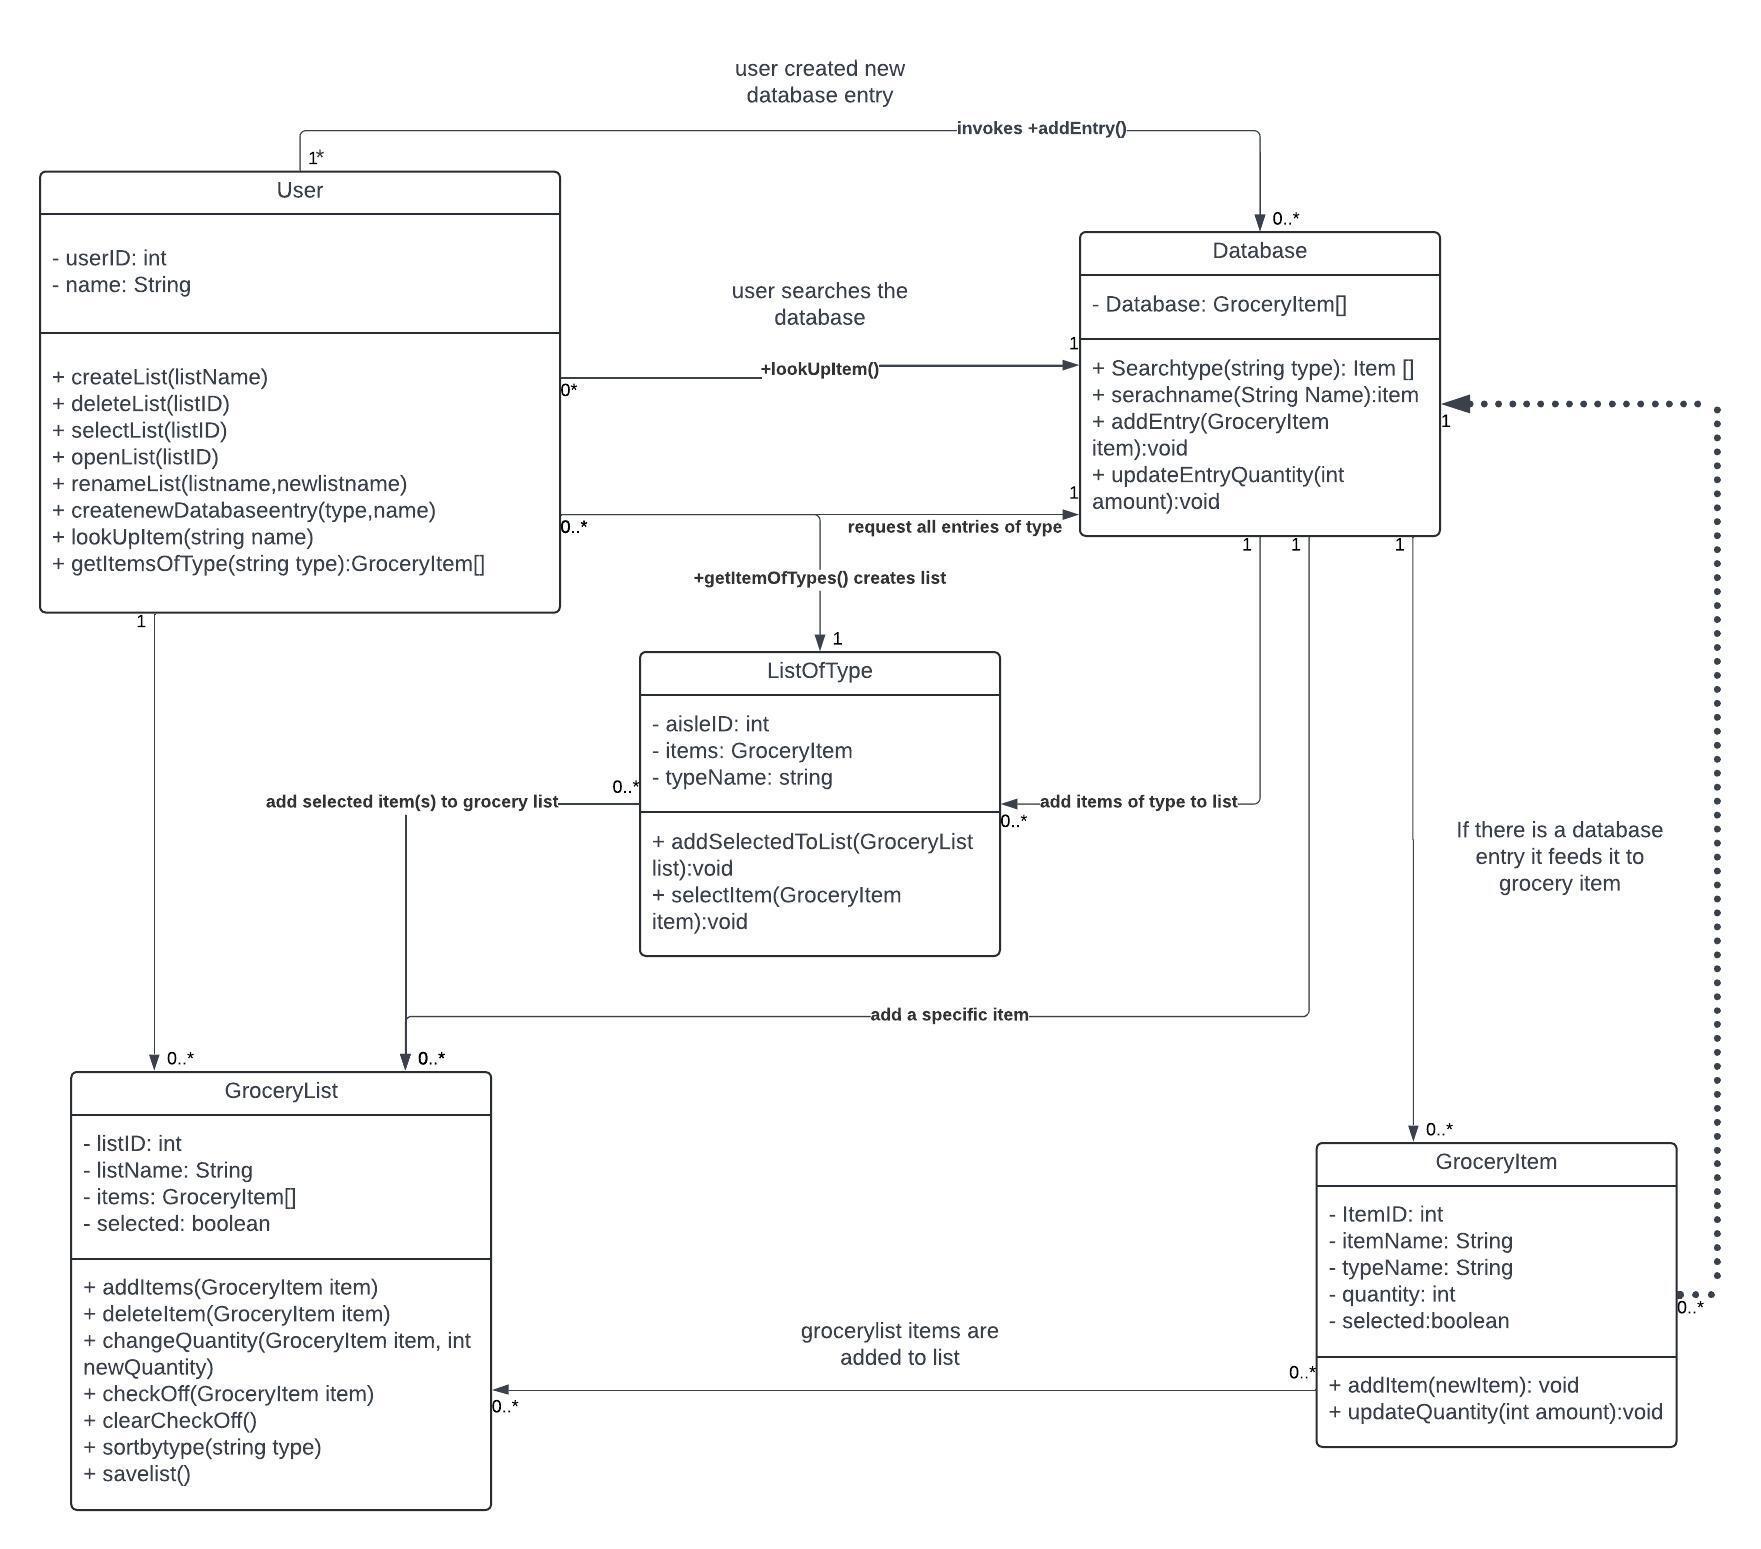 user created new
database entry
invokes +addEntry()
1*
User
- userID: int
- name: String
+ createList(listName)
+ deleteList(listID)
+ selectList(listID)
+ openList(listID)
+ renameList(listname,newlistname)
+ createnewDatabaseentry(type,name)
+ lookUpItem(string name)
+ getItemsOfType(string type):GroceryItem[]
0..*
Database
- Database: GroceryItem[]
+ Searchtype(string type): Item []
+ serachname(String Name):item
+ addEntry(GroceryItem
item):void
+ updateEntryQuantity(int
amount):void
user searches the
database
1
+lookUpItem()
0*
1
1
0..*
request all entries of type
1
1
1
+getItemOfTypes() creates list
1
1
ListOfType
- aisleID: int
- items: GroceryItem
- typeName: string
+ addSelectedToList(GroceryList
list):void
+ selectItem(GroceryItem
item):void
0..*
add selected item(s) to grocery list
add items of type to list
0..*
If there is a database
entry it feeds it to
grocery item
add a specific item
0..*
0..*
GroceryList
- listID: int
- listName: String
- items: GroceryItem[]
- selected: boolean
+ addItems(GroceryItem item)
+ deleteItem(GroceryItem item)
+ changeQuantity(GroceryItem item, int
newQuantity)
+ checkOff(GroceryItem item)
+ clearCheckOff()
+ sortbytype(string type)
+ savelist()
0..*
GroceryItem
- ItemID: int
- itemName: String
- typeName: String
- quantity: int
- selected:boolean
+ addItem(newItem): void
+ updateQuantity(int amount):void
0..*
grocerylist items are
added to list
0..*
0..*